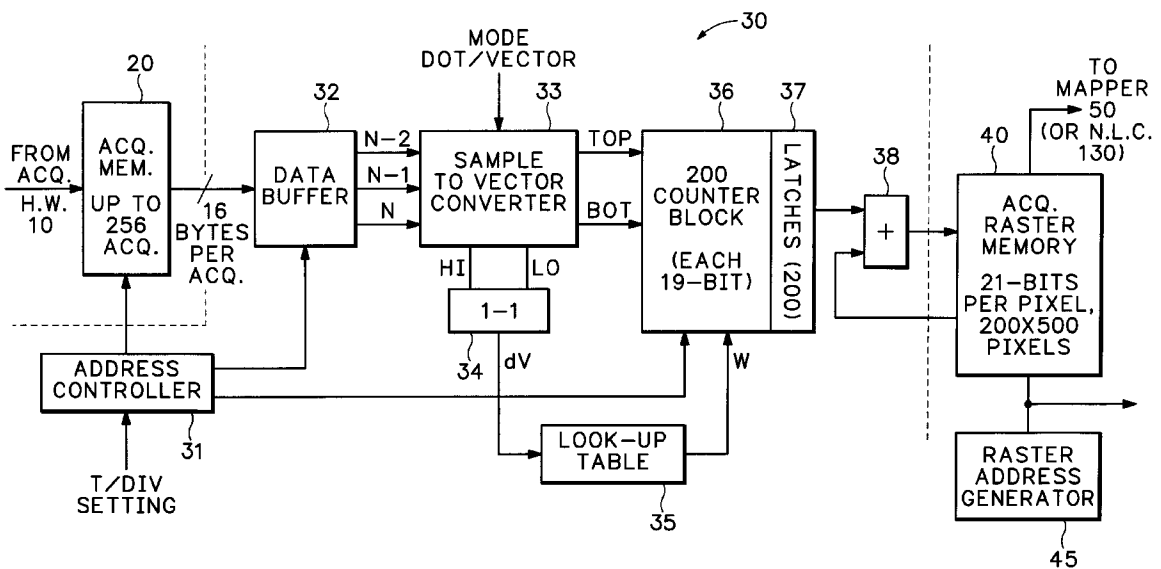 30
MODE
DOT/VECTOR
20
ACQ.
MEM.
UP TO
256
ACQ.
FROM
ACQ.
H.W.
10
16
BYTES
PER
ACQ.
32
DATA
BUFFER
N-2
N-1
N
33
SAMPLE
TO VECTOR
CONVERTER
HI
LO
1-1
34
dV
TOP
BOT
36
200
COUNTER
BLOCK
(EACH
19-BIT)
37
LATCHES (200)
W
38
+
40
TO
MAPPER
50
(OR N.L.C.
130)
ACQ.
RASTER
MEMORY
21-BITS
PER PIXEL,
200X500
PIXELS
ADDRESS
CONTROLLER
31
T/DIV
SETTING
LOOK-UP
TABLE
35
RASTER
ADDRESS
GENERATOR
45